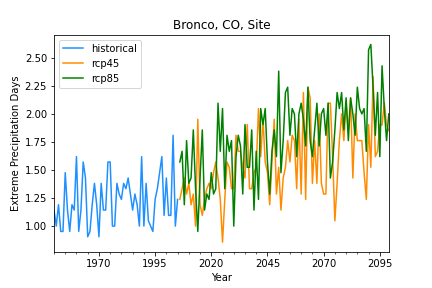 Bronco, CO, Site
historical
rcp45
rcp85
Extreme Precipitation Days
2.50
2.25
2.00
1.75
1.50
1.25
1.00
1970
1995
2020
2045
2070
2095
Year